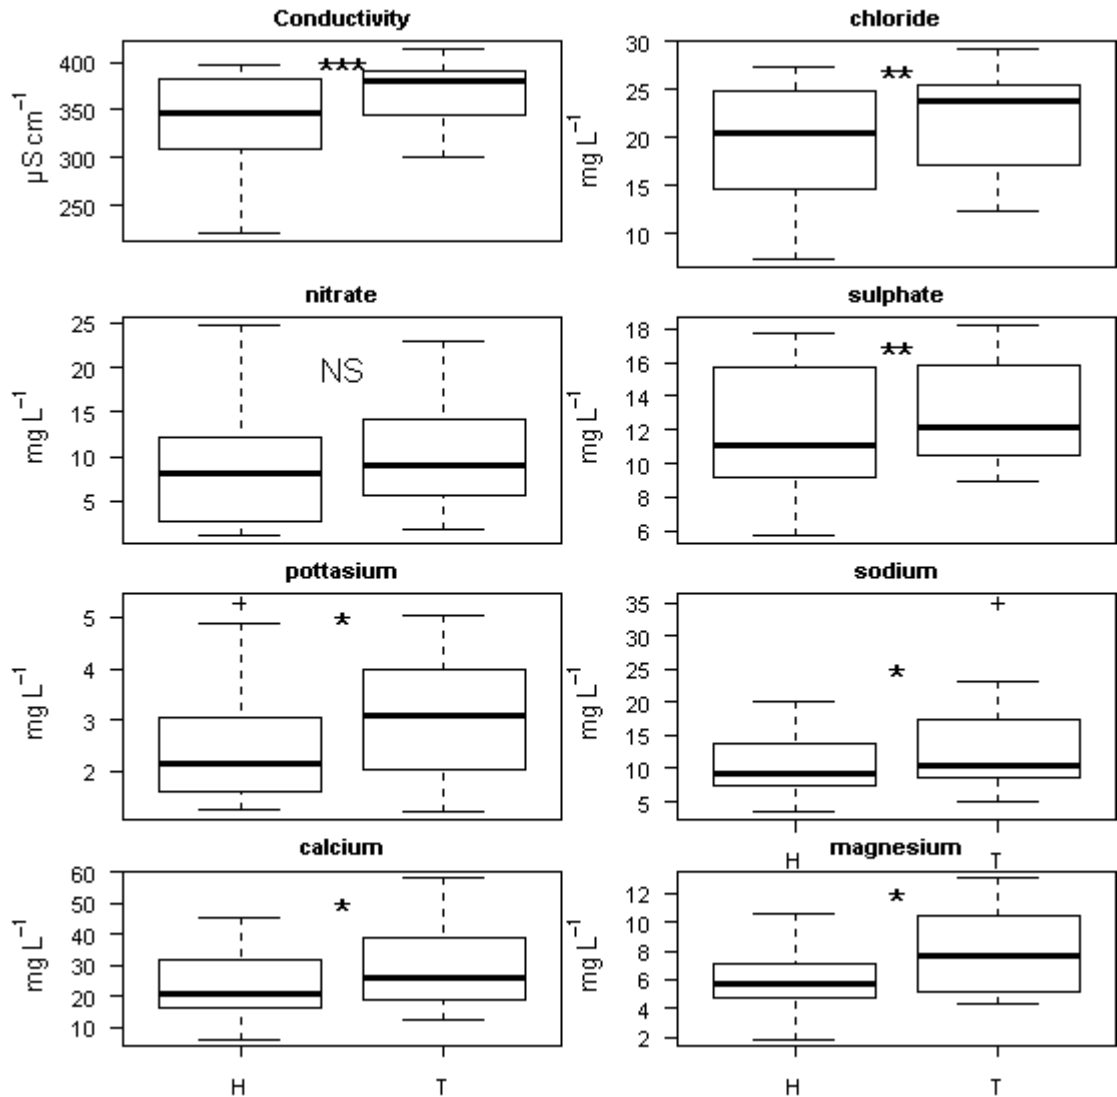 Conductivity
400
350
300
250
µS cm⁻¹
***
chloride
30
25
20
15
10
mg L⁻¹
**
nitrate
25
20
15
10
5
mg L⁻¹
NS
sulphate
18
16
14
12
10
8
6
mg L⁻¹
**
pottasium
5
4
3
2
mg L⁻¹
+
*
sodium
35
30
25
20
15
10
5
mg L⁻¹
+
*
H T
calcium
60
50
40
30
20
10
mg L⁻¹
*
H T
magnesium
12
10
8
6
4
2
mg L⁻¹
*
H T